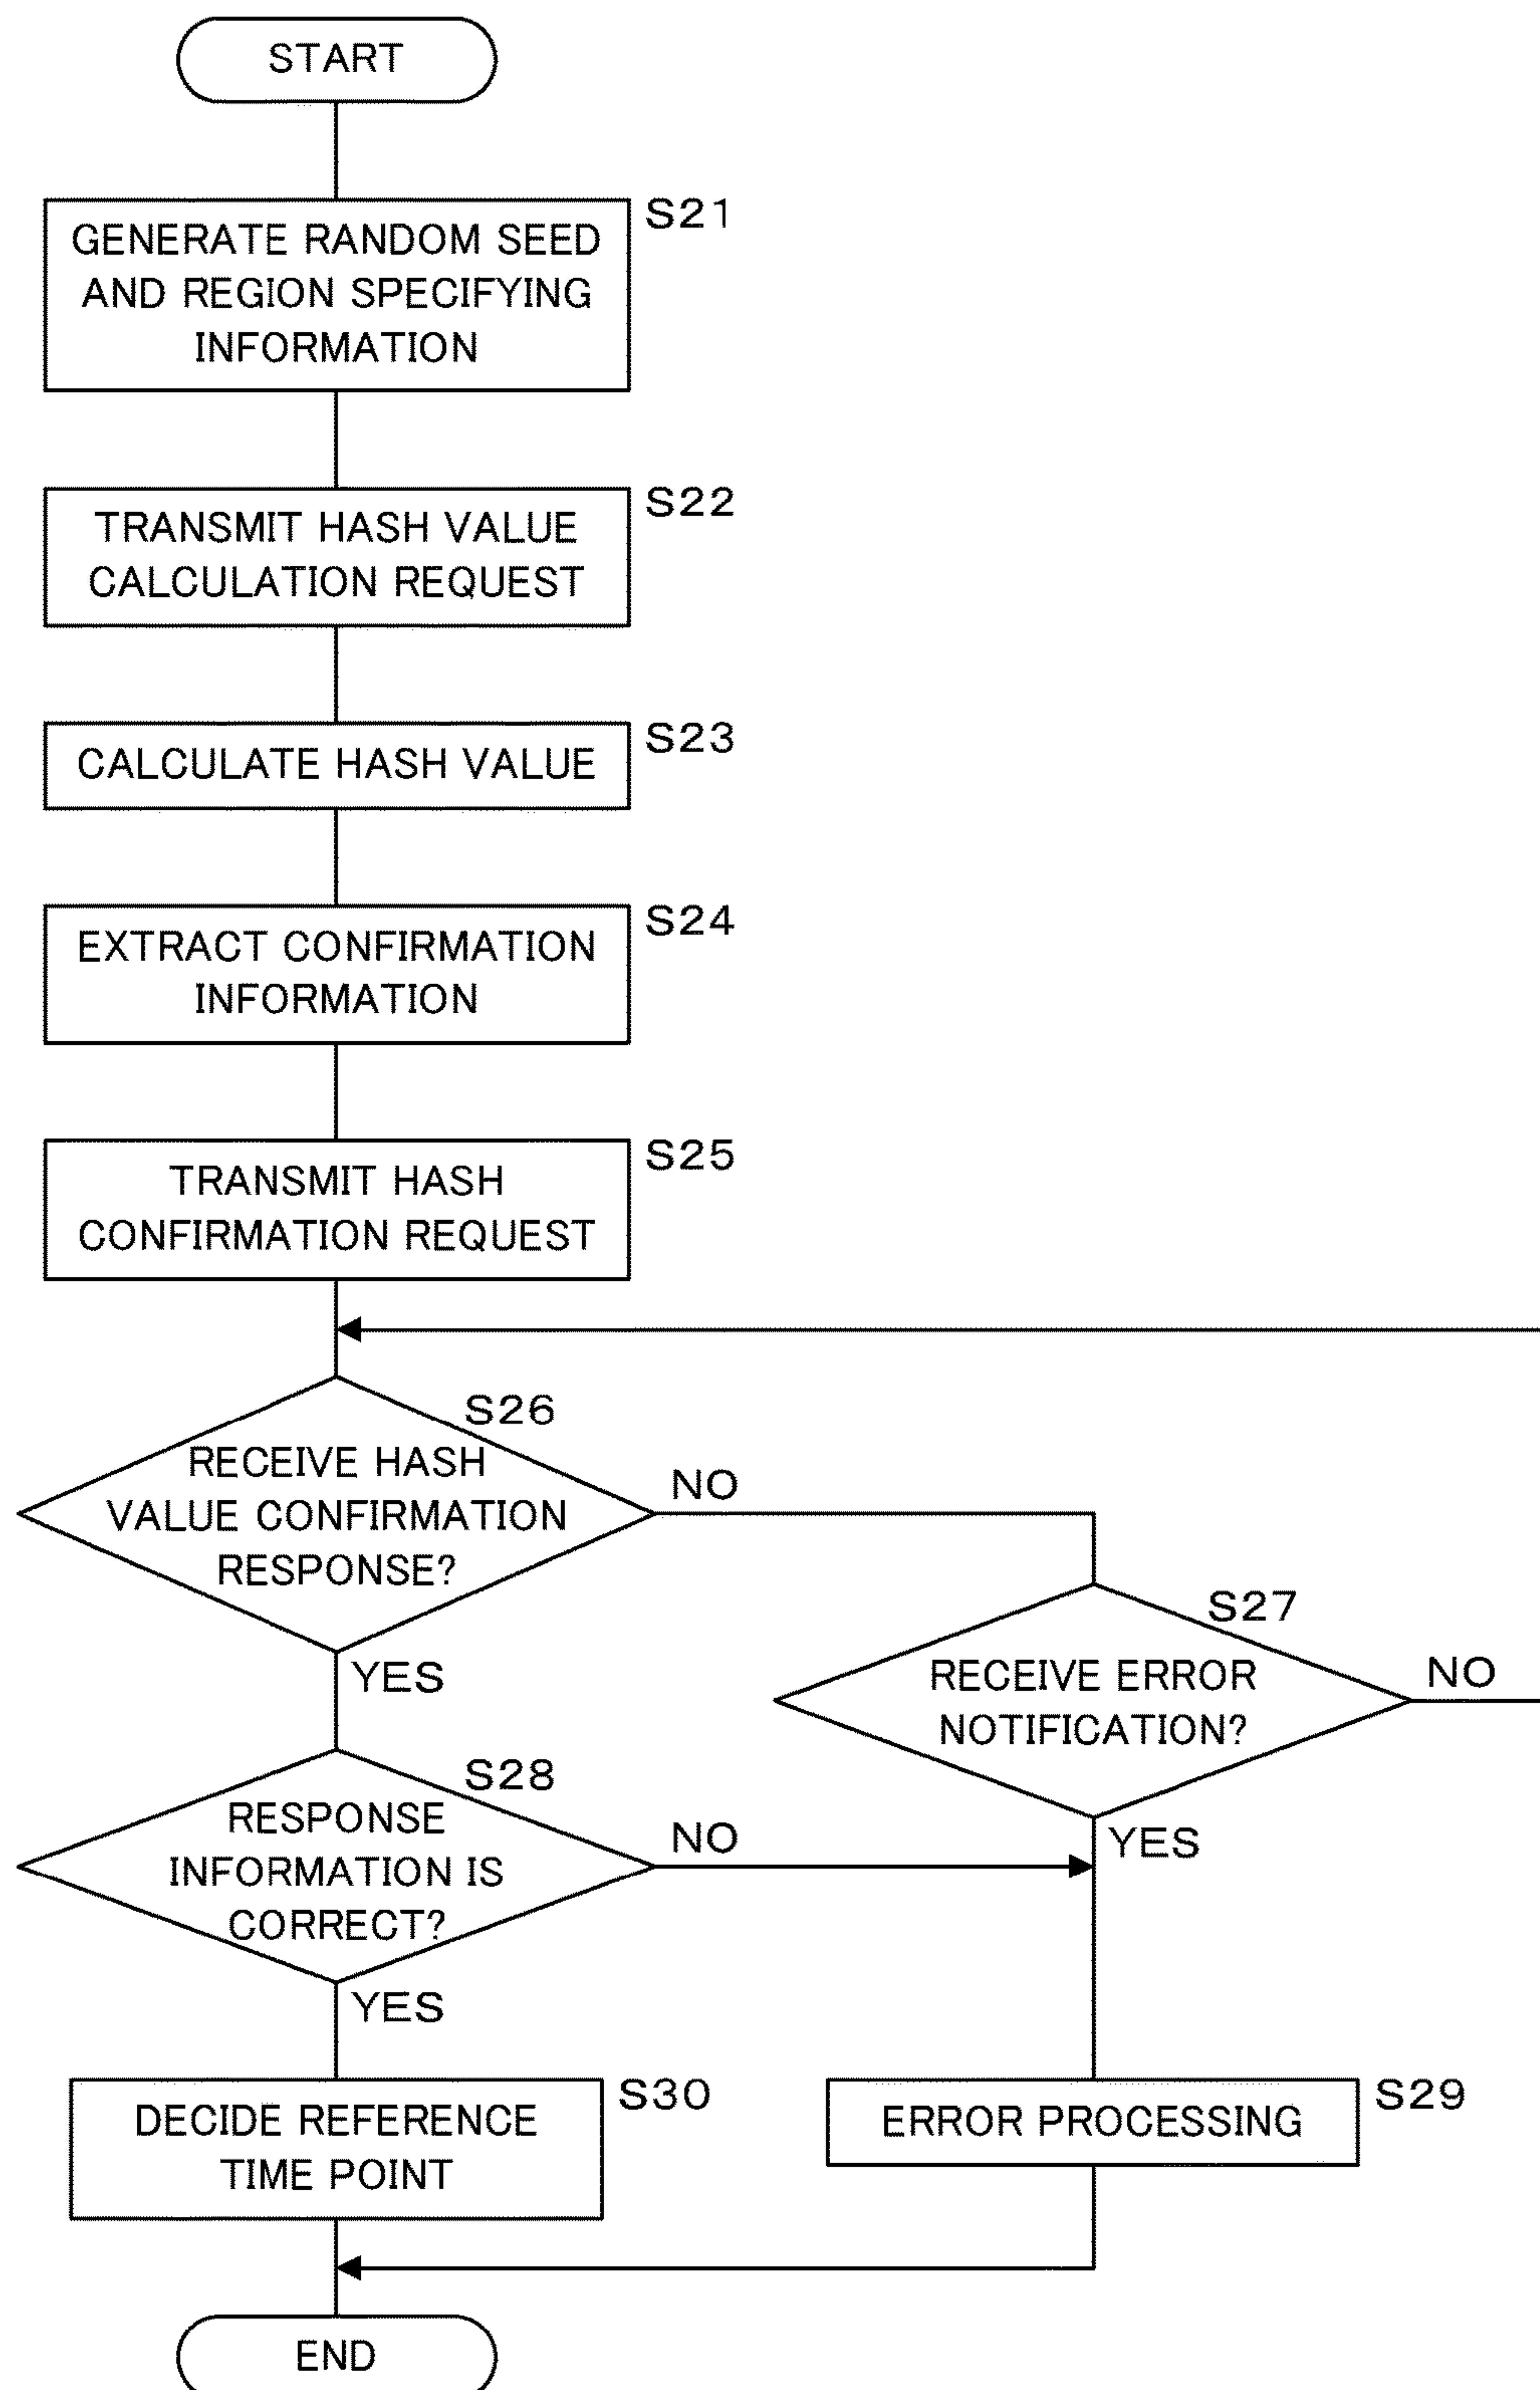 START
S21
GENERATE RANDOM SEED
AND REGION SPECIFYING
INFORMATION
S22
TRANSMIT HASH VALUE
CALCULATION REQUEST
S23
CALCULATE HASH VALUE
S24
EXTRACT CONFIRMATION
INFORMATION
S25
TRANSMIT HASH
CONFIRMATION REQUEST
S26
RECEIVE HASH
VALUE CONFIRMATION
RESPONSE?
NO
YES
S27
RECEIVE ERROR
NOTIFICATION?
NO
YES
S28
RESPONSE
INFORMATION IS
CORRECT?
NO
YES
S30
DECIDE REFERENCE
TIME POINT
S29
ERROR PROCESSING
END